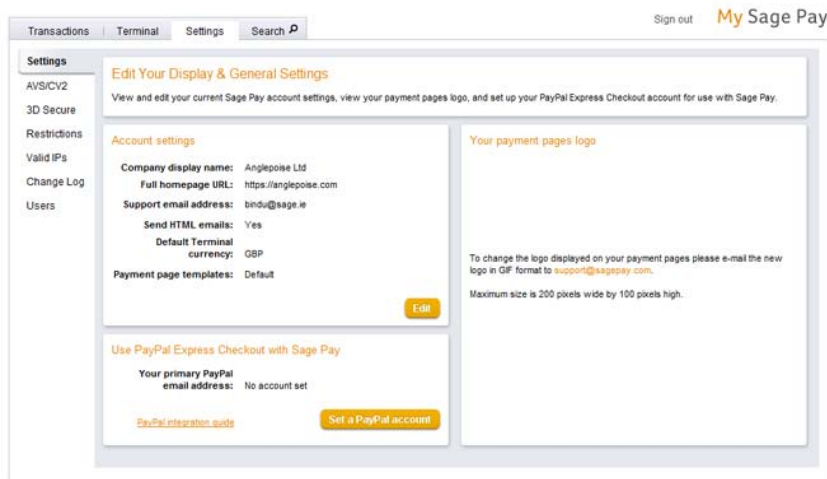 Sign out
My Sage Pay
Transactions
Terminal
Settings
Search
Settings
AVS/CV2
3D Secure
Restrictions
Valid IPs
Change Log
Users
Edit Your Display & General Settings
View and edit your current Sage Pay account settings, view your payment pages logo, and set up your PayPal Express Checkout account for use with Sage Pay.
Account settings
Company display name: Anglepoise Ltd
Full homepage URL: https://anglepoise.com
Support email address: bindu@sage.ie
Send HTML emails: Yes
Default Terminal
currency: GBP
Payment page templates: Default
Edit
Use PayPal Express Checkout with Sage Pay
Your primary PayPal
email address: No account set
PayPal integration guide
Set a PayPal account
Your payment pages logo
To change the logo displayed on your payment pages please e-mail the new
logo in GIF format to support@sagepay.com.
Maximum size is 200 pixels wide by 100 pixels high.